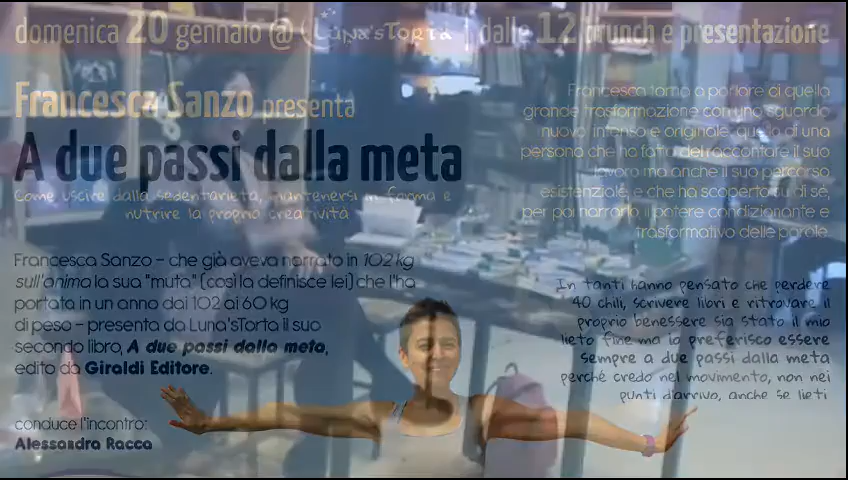 domenica 20 gennaio @ Luna'sTorta | dalle 12 brunch e presentazione
Francesca Sanzo presenta
A due passi dalla meta
Come uscire dalla sedentarietà, mantenersi in forma e
nutrire la propria creatività
Francesca Sanzo - che già aveva narrato in 102 kg
sull'anima la sua "muta" (così la definisce lei) che l'ha
portata in un anno dai 102 ai 60 kg
di peso - presenta da Luna'sTorta il suo
secondo libro, A due passi dalla meta,
edito da Giraldi Editore.
conduce l'incontro:
Alessandra Racca
Francesca torna a parlare di quella
grande trasformazione con uno sguardo
nuovo, intenso e originale, quello di una
persona che ha fatto del raccontare il suo
lavoro ma anche il suo percorso
esistenziale e che ha scoperto di di sé,
per poi narrarlo il potere condizionante e
trasformativo delle parole.
In tanti hanno pensato che perdere
40 chili, scrivere libri e ritrovare il
proprio benessere sia stato il mio
lieto fine ma io preferisco essere
sempre a due passi dalla meta
perché credo nel movimento, non nei
punti d'arrivo, anche se lieti